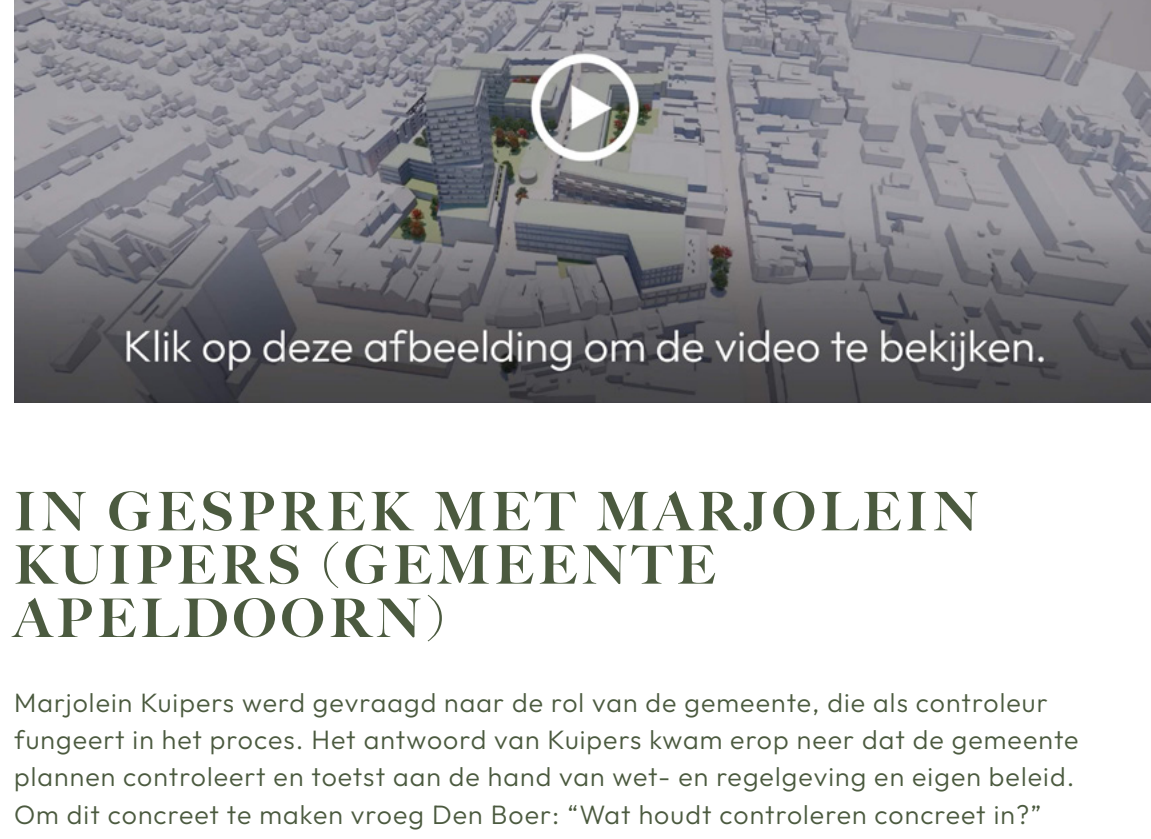 Klik op deze afbeelding om de video te bekijken.
IN GESPREK MET MARJOLEIN
KUIPERS (GEMEENTE
APELDOORN)
Marjolein Kuipers werd gevraagd naar de rol van de gemeente, die als controleur
fungeert in het proces. Het antwoord van Kuipers kwam erop neer dat de gemeente
plannen controleert en toetst aan de hand van wet- en regelgeving en eigen beleid.
Om dit concreet te maken vroeg Den Boer: “Wat houdt controleren concreet in?”